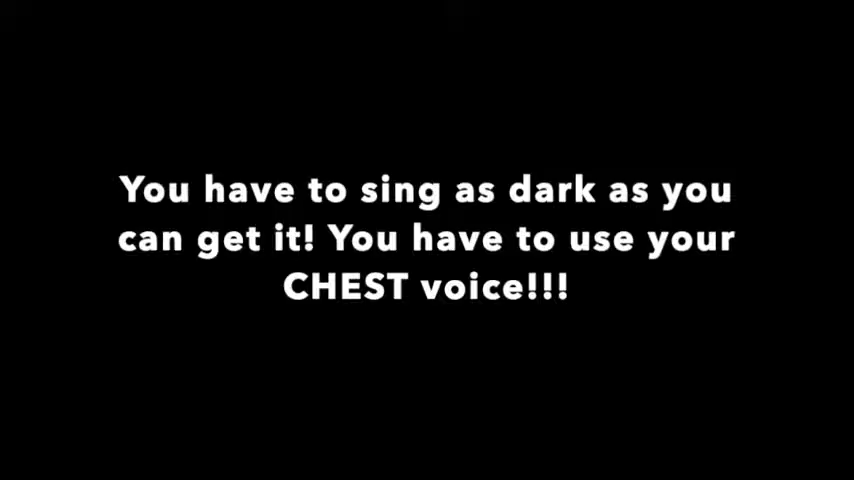 You have to sing as dark as you
can get it! You have to use your
CHEST voice!!!